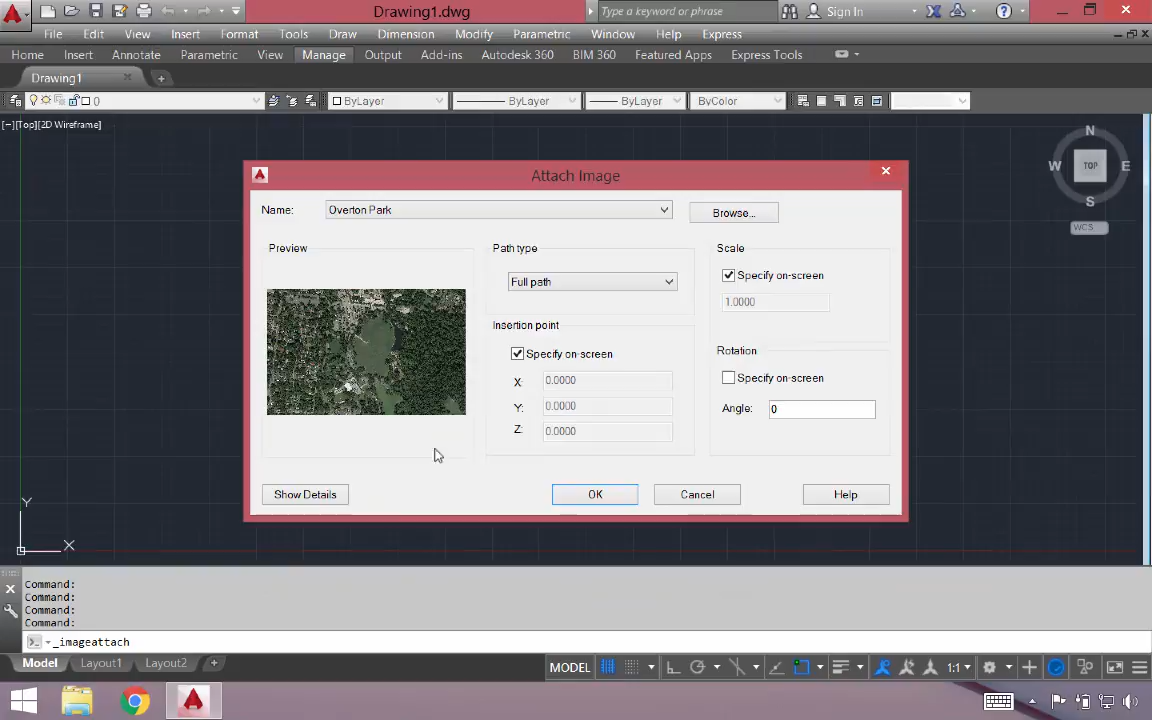 Drawing1.dwg
Type a keyword or phrase
Sign In
File Edit View Insert Format Tools Draw Dimension Modify Parametric Window Help Express
Home Insert Annotate Parametric View Manage Output Add-ins Autodesk 360 BIM 360 Featured Apps Express Tools
Drawing1
0 ByLayer ByLayer ByLayer ByColor
[−][Top][2D Wireframe]
N
W TOP E
S
WCS
Attach Image
Name: Overton Park Browse...
Preview
Path type
Full path
Scale
Specify on-screen
1.0000
Insertion point
Specify on-screen
X: 0.0000
Y: 0.0000
Z: 0.0000
Rotation
Specify on-screen
Angle: 0
Show Details OK Cancel Help
Y
X
Command:
Command:
Command:
Command:
_imageattach
Model Layout1 Layout2 MODEL 1:1